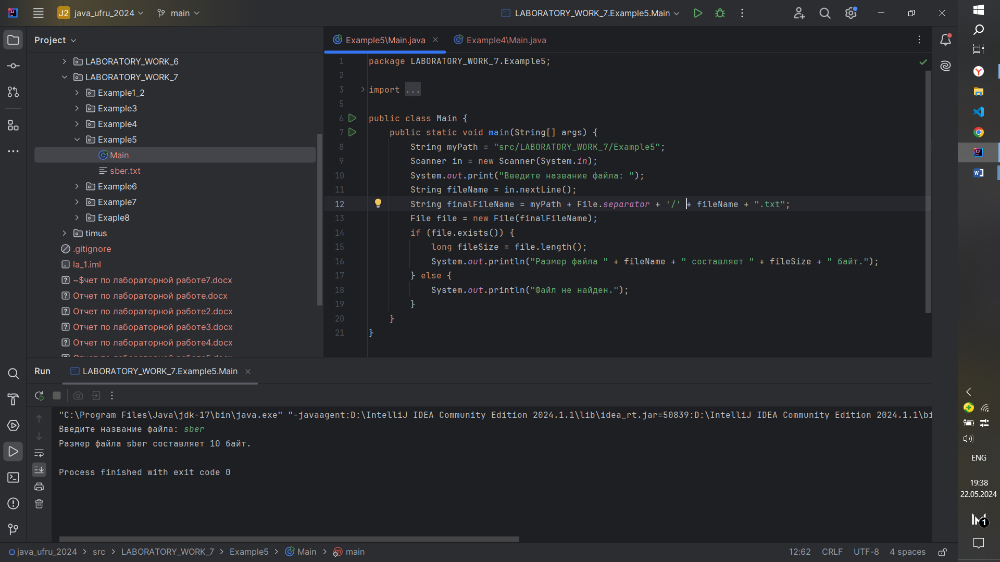 J2 java_ufru_2024 main LABORATORY_WORK_7.Example5.Main
Project
LABORATORY_WORK_6
LABORATORY_WORK_7
Example1_2
Example3
Example4
Example5
Main
sber.txt
Example6
Example7
Exaple8
timus
.gitignore
la_1.iml
~$чет по лабораторной работе7.docx
Отчет по лабораторной работе.docx
Отчет по лабораторной работе2.docx
Отчет по лабораторной работе3.docx
Отчет по лабораторной работе4.docx
Example5\Main.java Example4\Main.java
1 package LABORATORY_WORK_7.Example5;
2
3 import ...
5
6 public class Main {
7 public static void main(String[] args) {
8 String myPath = "src/LABORATORY_WORK_7/Example5";
9 Scanner in = new Scanner(System.in);
10 System.out.print("Введите название файла: ");
11 String fileName = in.nextLine();
12 String finalFileName = myPath + File.separator + '/' + fileName + ".txt";
13 File file = new File(finalFileName);
14 if (file.exists()) {
15 long fileSize = file.length();
16 System.out.println("Размер файла " + fileName + " составляет " + fileSize + " байт.");
17 } else {
18 System.out.println("Файл не найден.");
19 }
20 }
21 }
Run LABORATORY_WORK_7.Example5.Main
"C:\Program Files\Java\jdk-17\bin\java.exe" "-javaagent:D:\IntelliJ IDEA Community Edition 2024.1.1\lib\idea_rt.jar=50839:D:\IntelliJ IDEA Community Edition 2024.1.1\bi
Введите название файла: sber
Размер файла sber составляет 10 байт.
Process finished with exit code 0
java_ufru_2024 > src > LABORATORY_WORK_7 > Example5 > Main > main
12:62 CRLF UTF-8 4 spaces
ENG
19:38
22.05.2024
1